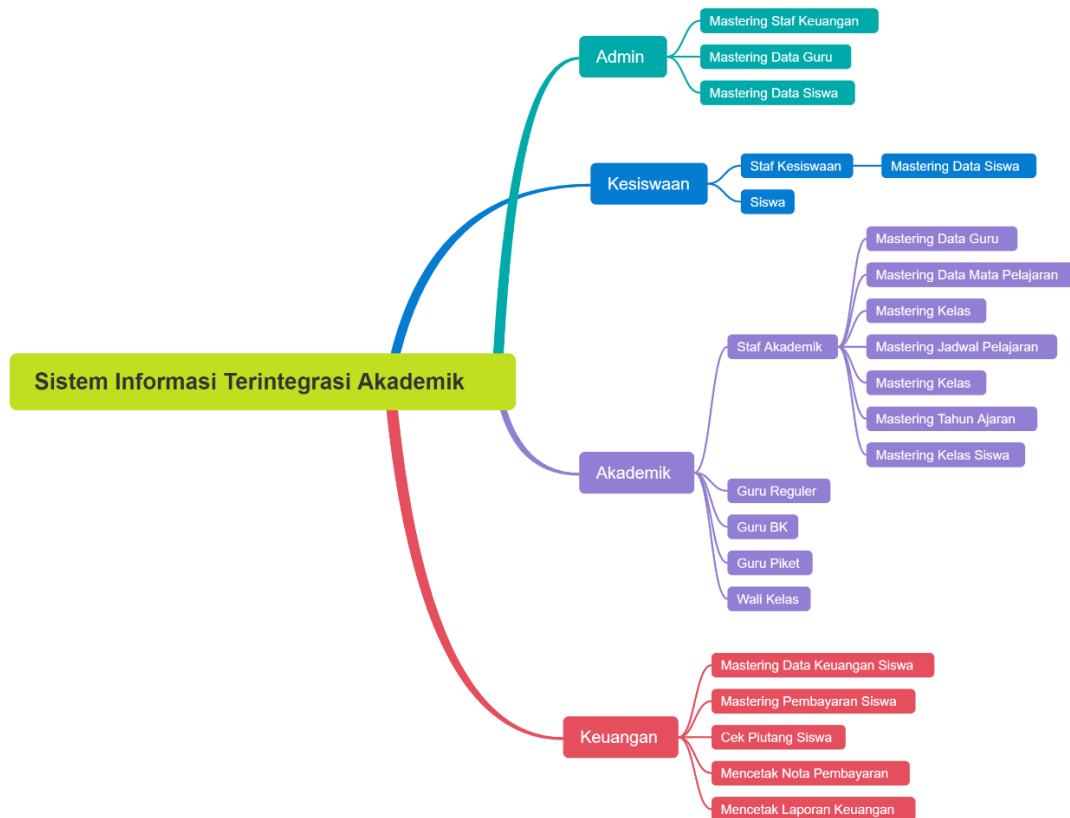 Sistem Informasi Terintegrasi Akademik
Admin
Mastering Staf Keuangan
Mastering Data Guru
Mastering Data Siswa
Kesiswaan
Staf Kesiswaan
Mastering Data Siswa
Siswa
Akademik
Staf Akademik
Mastering Data Guru
Mastering Data Mata Pelajaran
Mastering Kelas
Mastering Jadwal Pelajaran
Mastering Kelas
Mastering Tahun Ajaran
Mastering Kelas Siswa
Guru Reguler
Guru BK
Guru Piket
Wali Kelas
Keuangan
Mastering Data Keuangan Siswa
Mastering Pembayaran Siswa
Cek Piutang Siswa
Mencetak Nota Pembayaran
Mencetak Laporan Keuangan